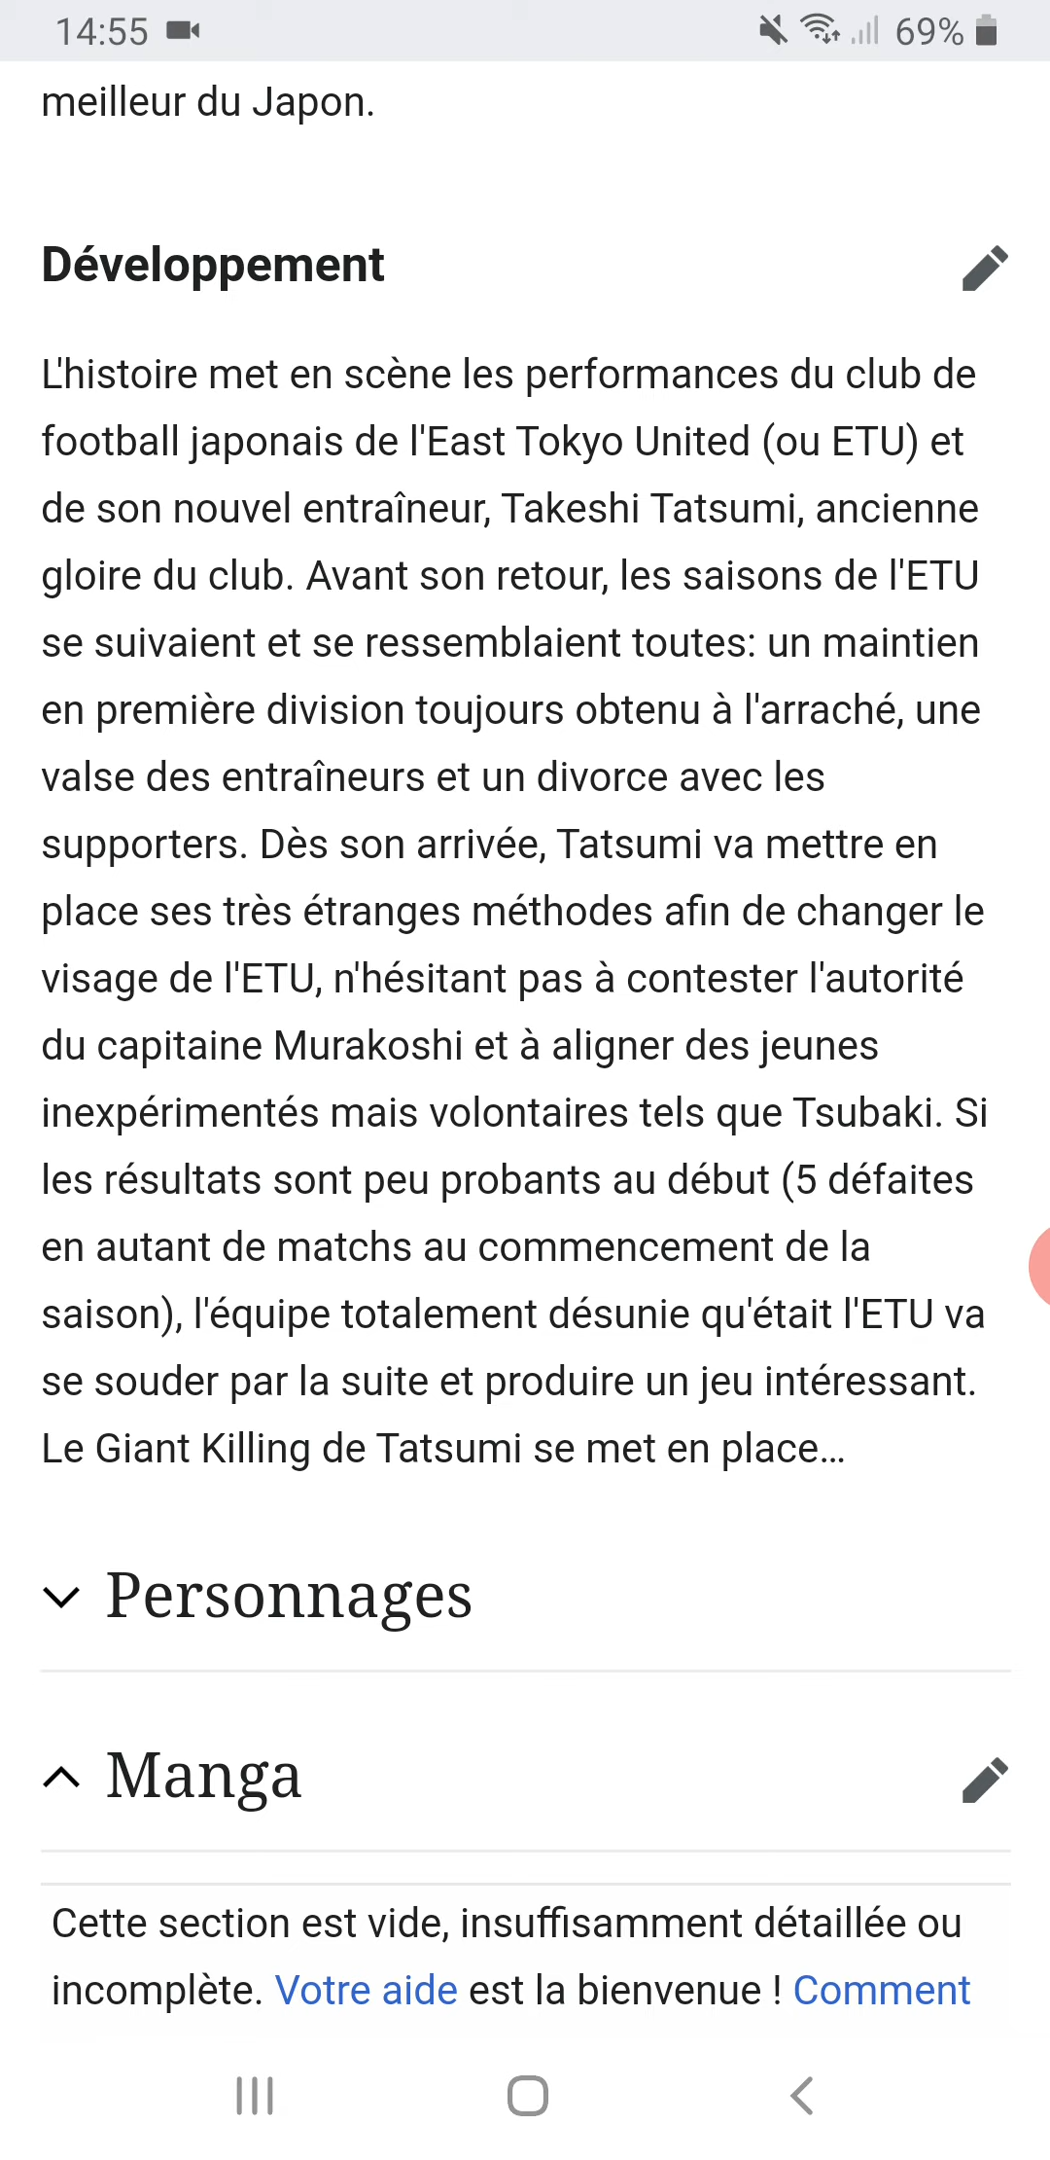 14:55
69%
meilleur du Japon.
Développement
L'histoire met en scène les performances du club de
football japonais de l'East Tokyo United (ou ETU) et
de son nouvel entraîneur, Takeshi Tatsumi, ancienne
gloire du club. Avant son retour, les saisons de l'ETU
se suivaient et se ressemblaient toutes: un maintien
en première division toujours obtenu à l'arraché, une
valse des entraîneurs et un divorce avec les
supporters. Dès son arrivée, Tatsumi va mettre en
place ses très étranges méthodes afin de changer le
visage de l'ETU, n'hésitant pas à contester l'autorité
du capitaine Murakoshi et à aligner des jeunes
inexpérimentés mais volontaires tels que Tsubaki. Si
les résultats sont peu probants au début (5 défaites
en autant de matchs au commencement de la
saison), l'équipe totalement désunie qu'était l'ETU va
se souder par la suite et produire un jeu intéressant.
Le Giant Killing de Tatsumi se met en place...
Personnages
Manga
Cette section est vide, insuffisamment détaillée ou
incomplète. Votre aide est la bienvenue ! Comment